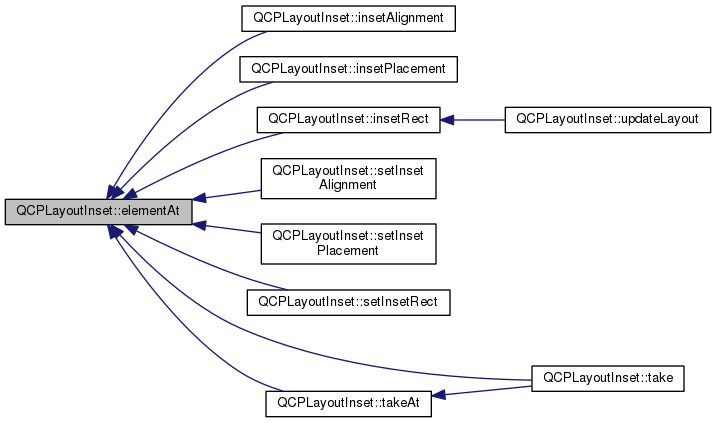 QCPLayoutInset::insetAlignment
QCPLayoutInset::insetPlacement
QCPLayoutInset::insetRect
QCPLayoutInset::updateLayout
QCPLayoutInset::setInset
Alignment
QCPLayoutInset::elementAt
QCPLayoutInset::setInset
Placement
QCPLayoutInset::setInsetRect
QCPLayoutInset::take
QCPLayoutInset::takeAt